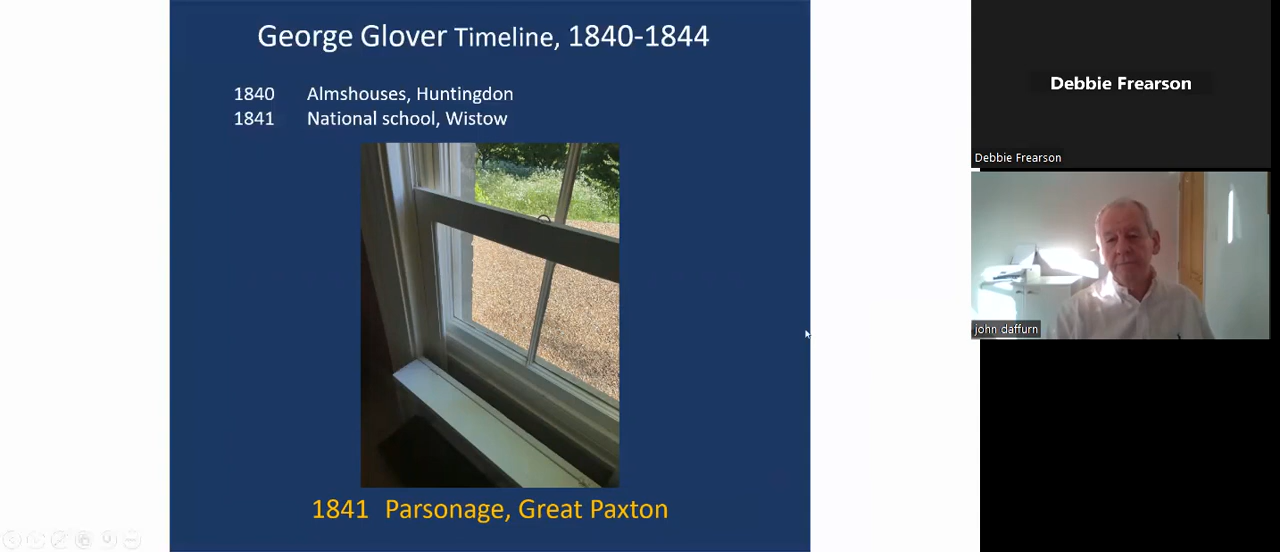 George Glover Timeline, 1840-1844
1840 Almshouses, Huntingdon
1841 National school, Wistow
1841 Parsonage, Great Paxton
Debbie Frearson
Debbie Frearson
john daffurn